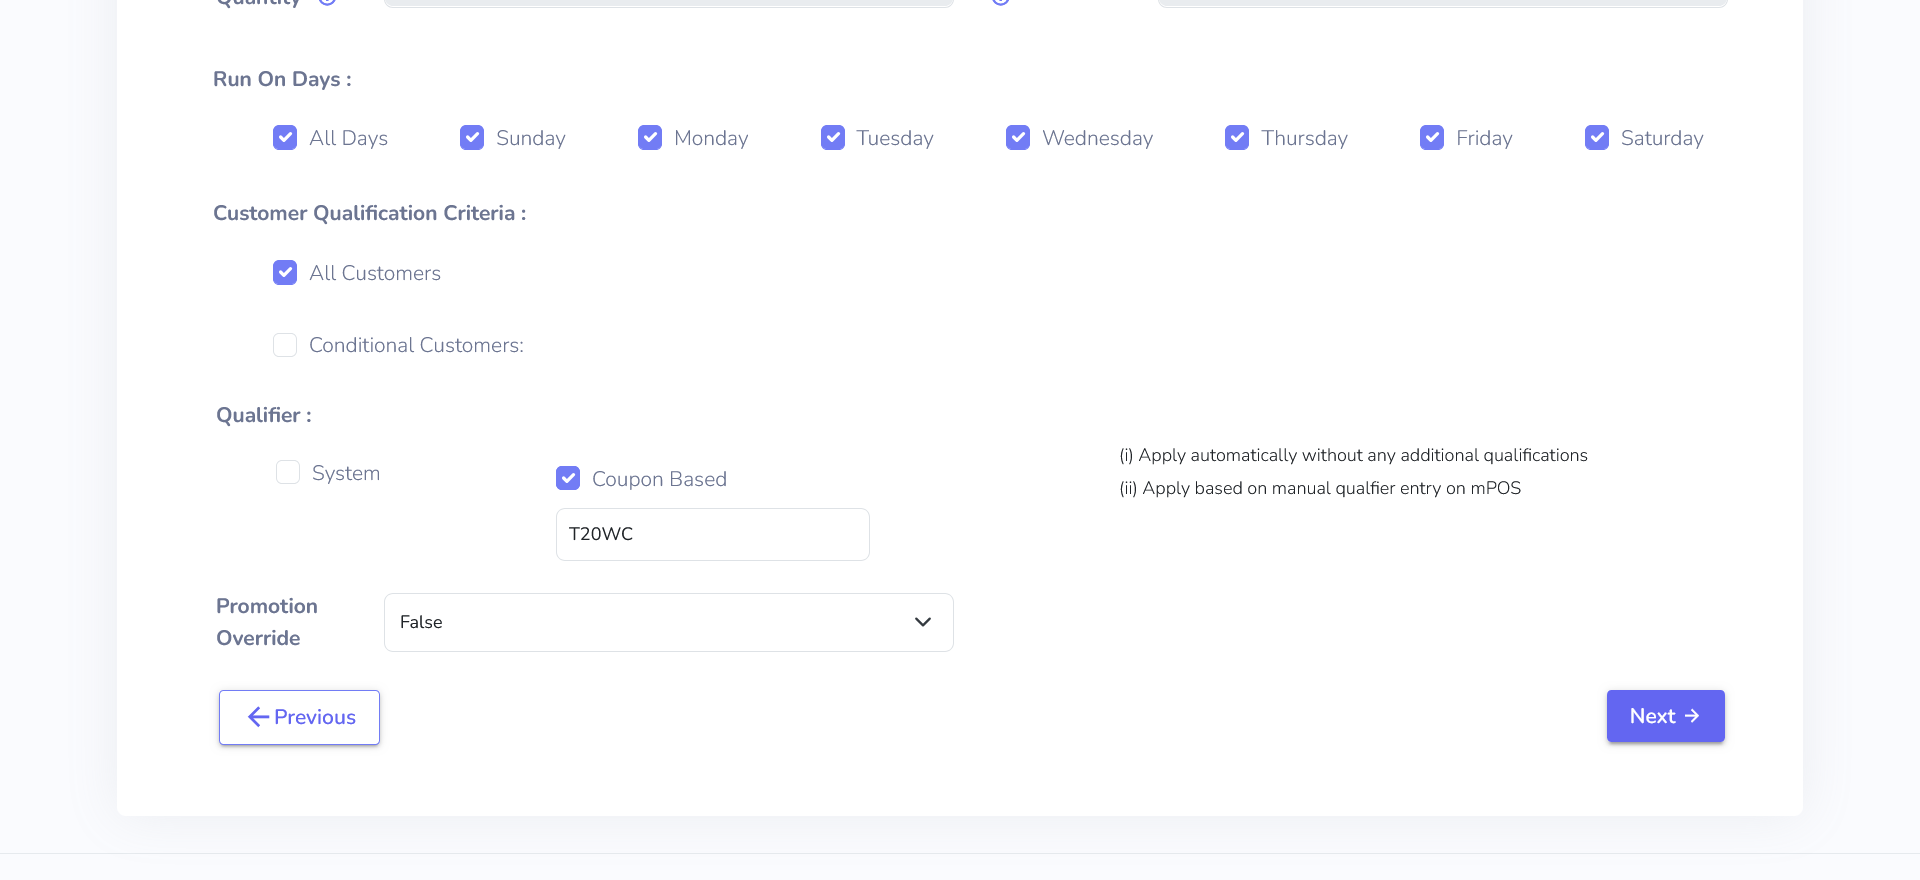 Quantity
Run On Days :
All Days Sunday Monday Tuesday Wednesday Thursday Friday Saturday
Customer Qualification Criteria :
All Customers
Conditional Customers:
Qualifier :
System
Coupon Based
T20WC
(i) Apply automatically without any additional qualifications
(ii) Apply based on manual qualfier entry on mPOS
Promotion
Override
False
Previous
Next